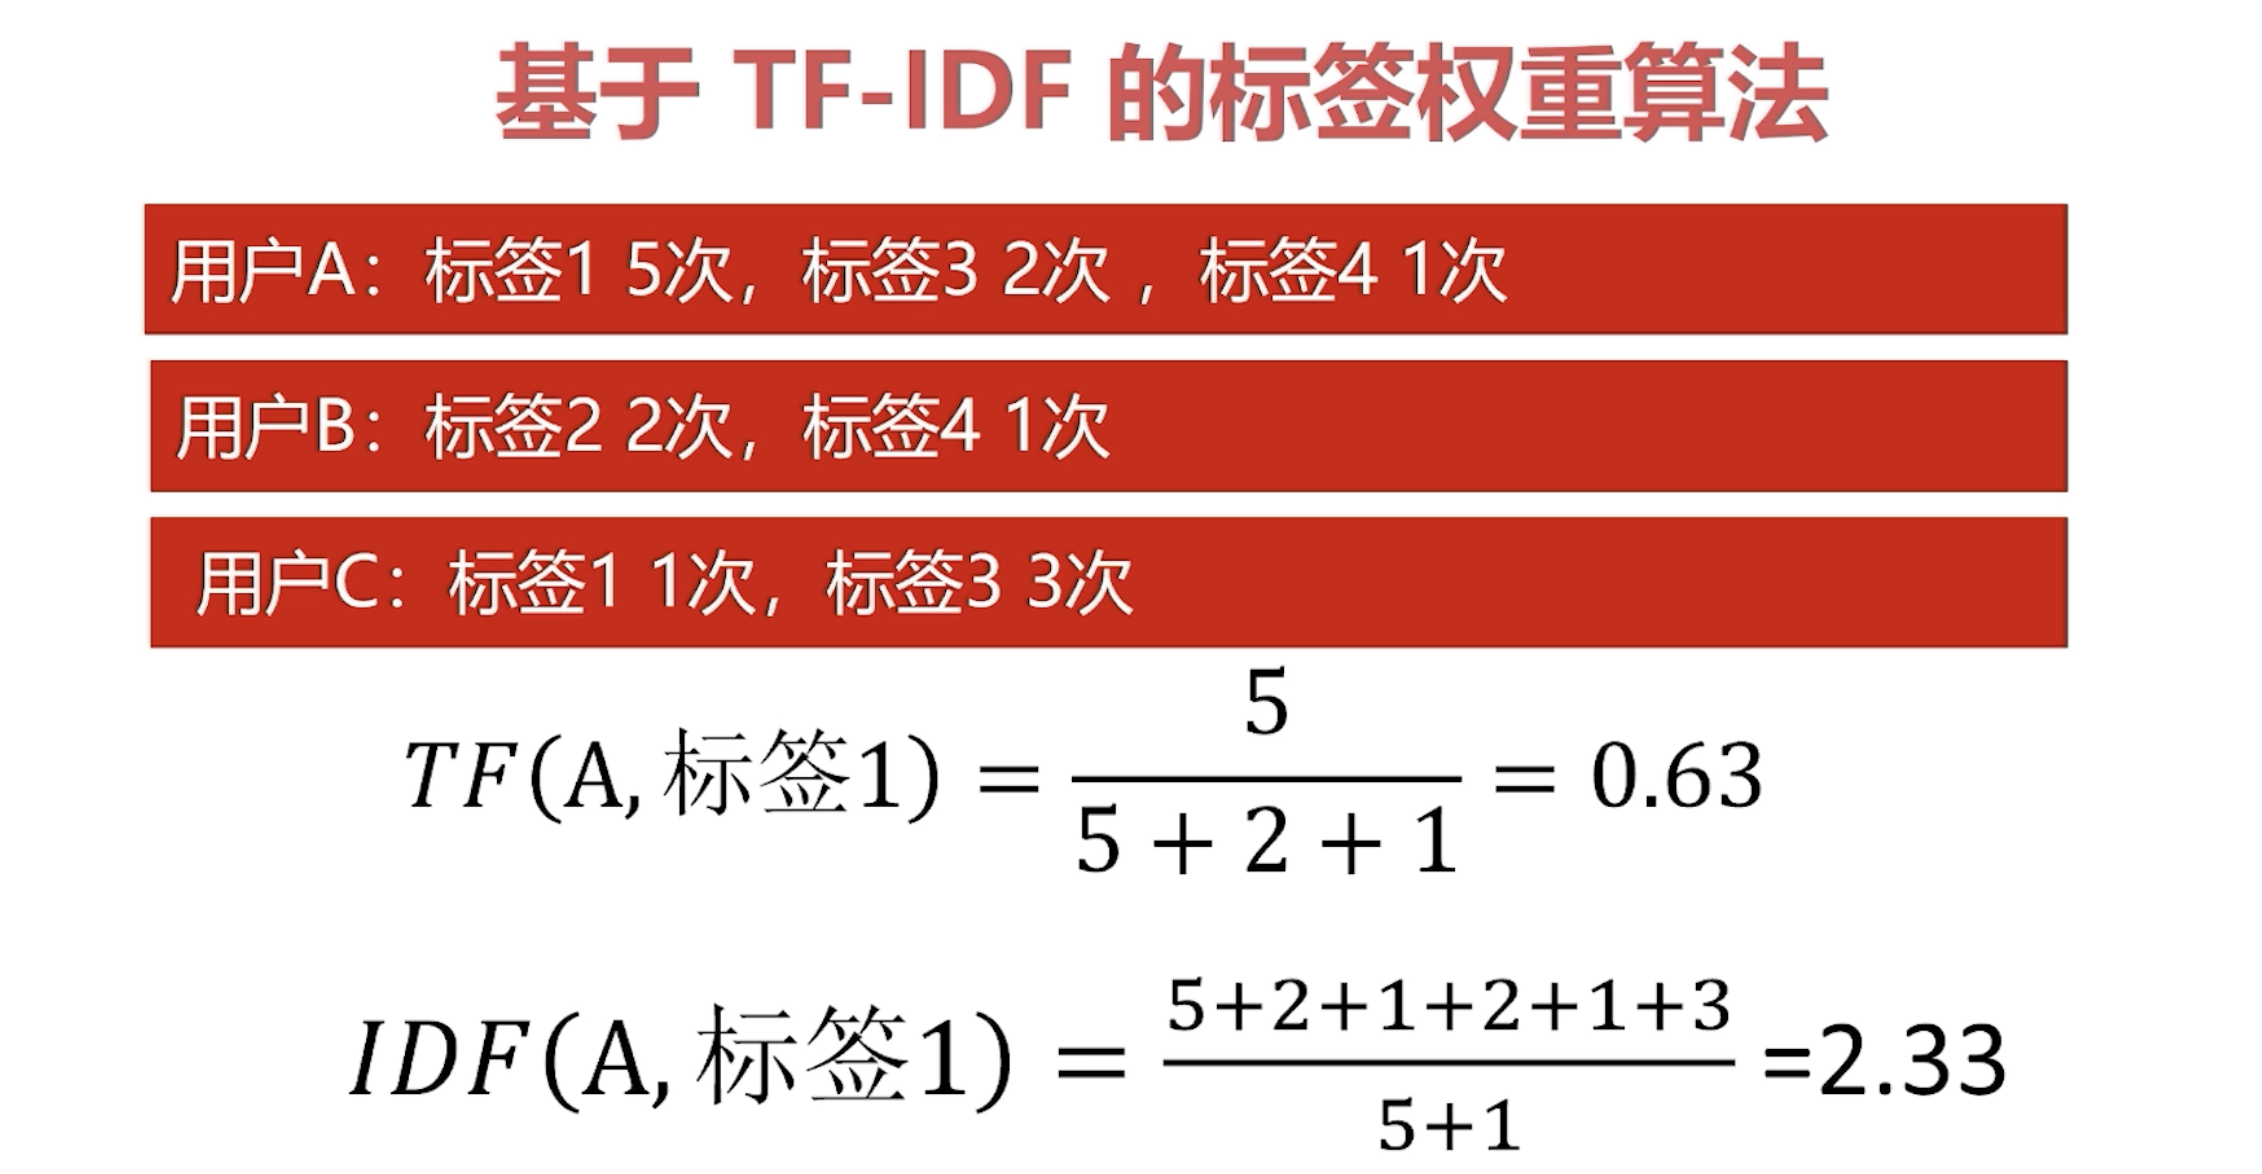 基于 TF-IDF 的标签权重算法
用户A：标签1 5次，标签3 2次 ，标签4 1次
用户B：标签2 2次，标签4 1次
用户C：标签1 1次，标签3 3次
TF(A, 标签1) = 5 / (5 + 2 + 1) = 0.63
IDF(A, 标签1) = (5+2+1+2+1+3) / (5+1) =2.33